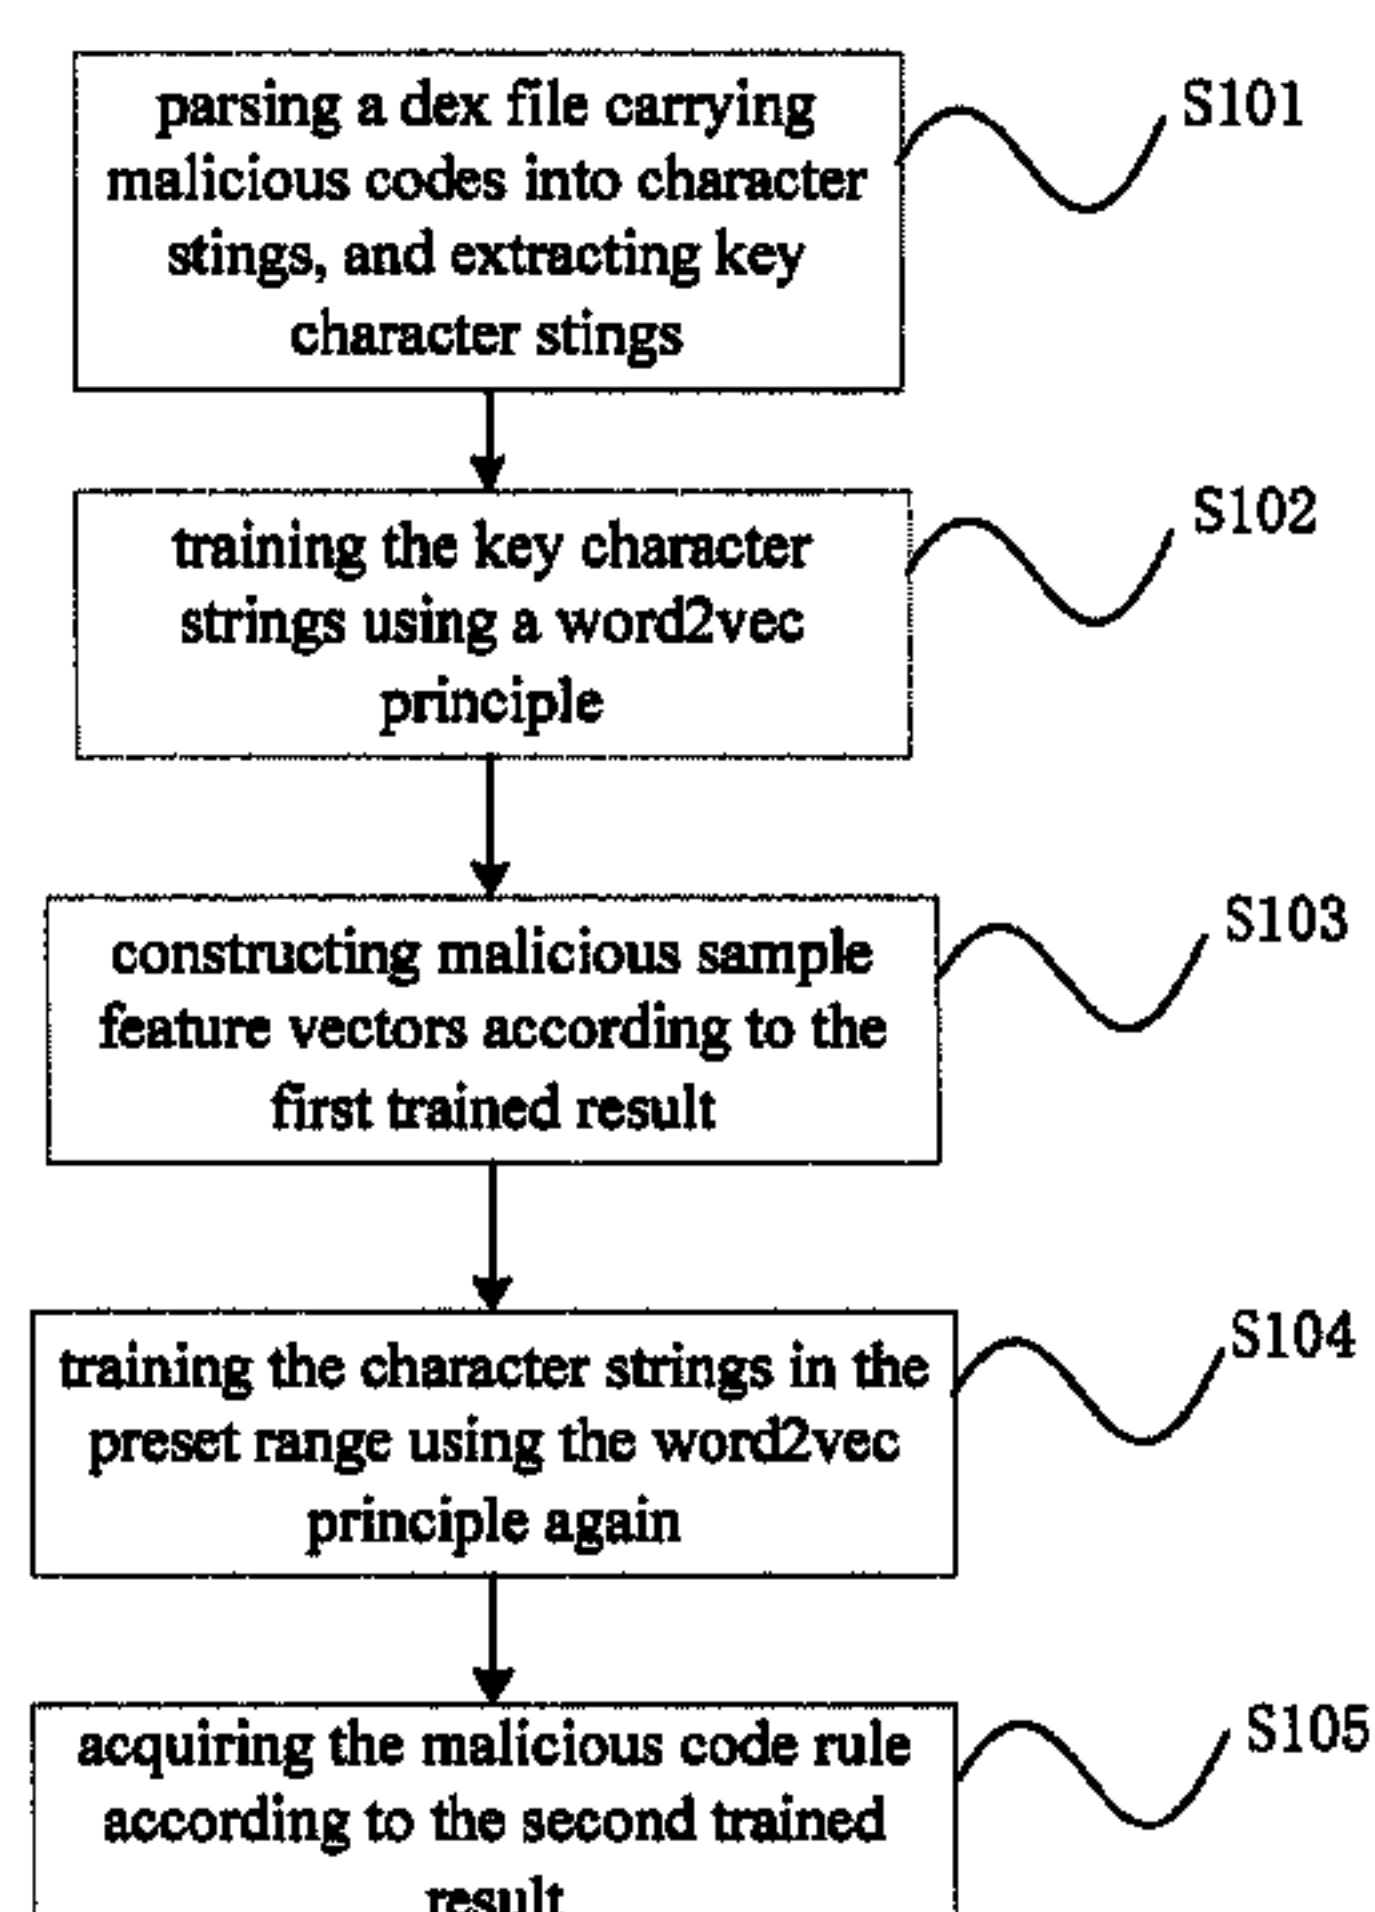 parsing a dex file carrying
malicious codes into character
stings, and extracting key
character stings
S101
training the key character
strings using a word2vec
principle
S102
constructing malicious sample
feature vectors according to the
first trained result
S103
training the character strings in the
preset range using the word2vec
principle again
S104
acquiring the malicious code rule
according to the second trained
result
S105